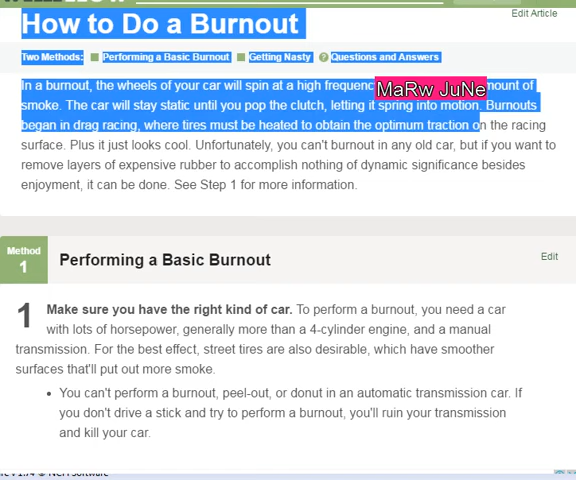 How to Do a Burnout
Edit Article
Two Methods: Performing a Basic Burnout Getting Nasty Questions and Answers
In a burnout, the wheels of your car will spin at a high MaRw JuNe of
smoke. The car will stay static until you pop the clutch, letting it spring into motion. Burnouts
began in drag racing, where tires must be heated to obtain the optimum traction on the racing
surface. Plus it just looks cool. Unfortunately, you can't burnout in any old car, but if you want to
remove layers of expensive rubber to accomplish nothing of dynamic significance besides
enjoyment, it can be done. See Step 1 for more information.
Method
1
Performing a Basic Burnout
Edit
1 Make sure you have the right kind of car. To perform a burnout, you need a car
with lots of horsepower, generally more than a 4-cylinder engine, and a manual
transmission. For the best effect, street tires are also desirable, which have smoother
surfaces that'll put out more smoke.
• You can't perform a burnout, peel-out, or donut in an automatic transmission car. If
you don't drive a stick and try to perform a burnout, you'll ruin your transmission
and kill your car.